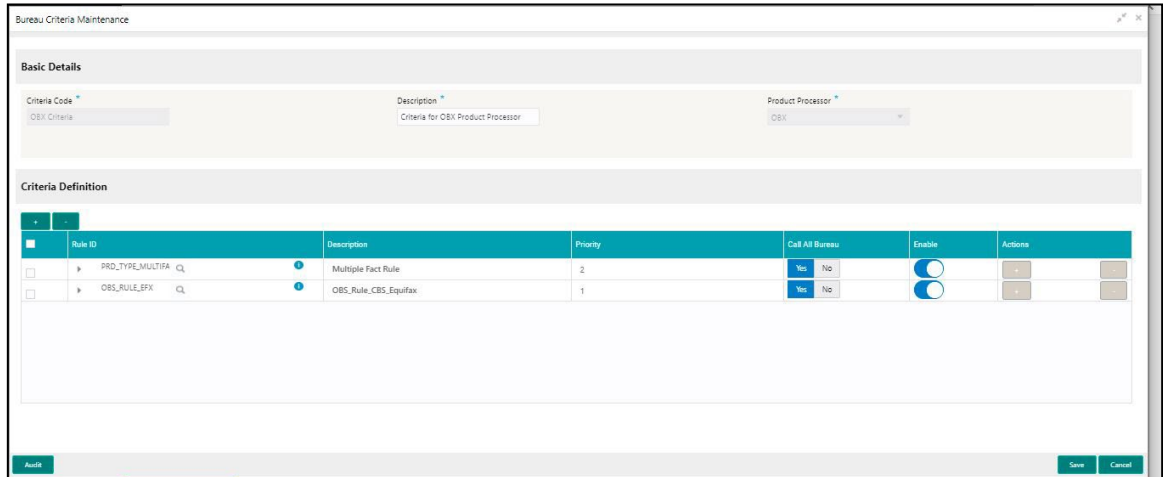 Bureau Criteria Maintenance
Basic Details
Criteria Code * Description * Product Processor *
OBX Criteria Criteria for OBX Product Processor OBX
Criteria Definition
+ -
Rule ID Description Priority Call All Bureau Enable Actions
PRD_TYPE_MULTIFA Multiple Fact Rule 2 Yes No + -
OBS_RULE_EFX OBS_Rule_CBS_Equifax 1 Yes No + -
Audit Save Cancel